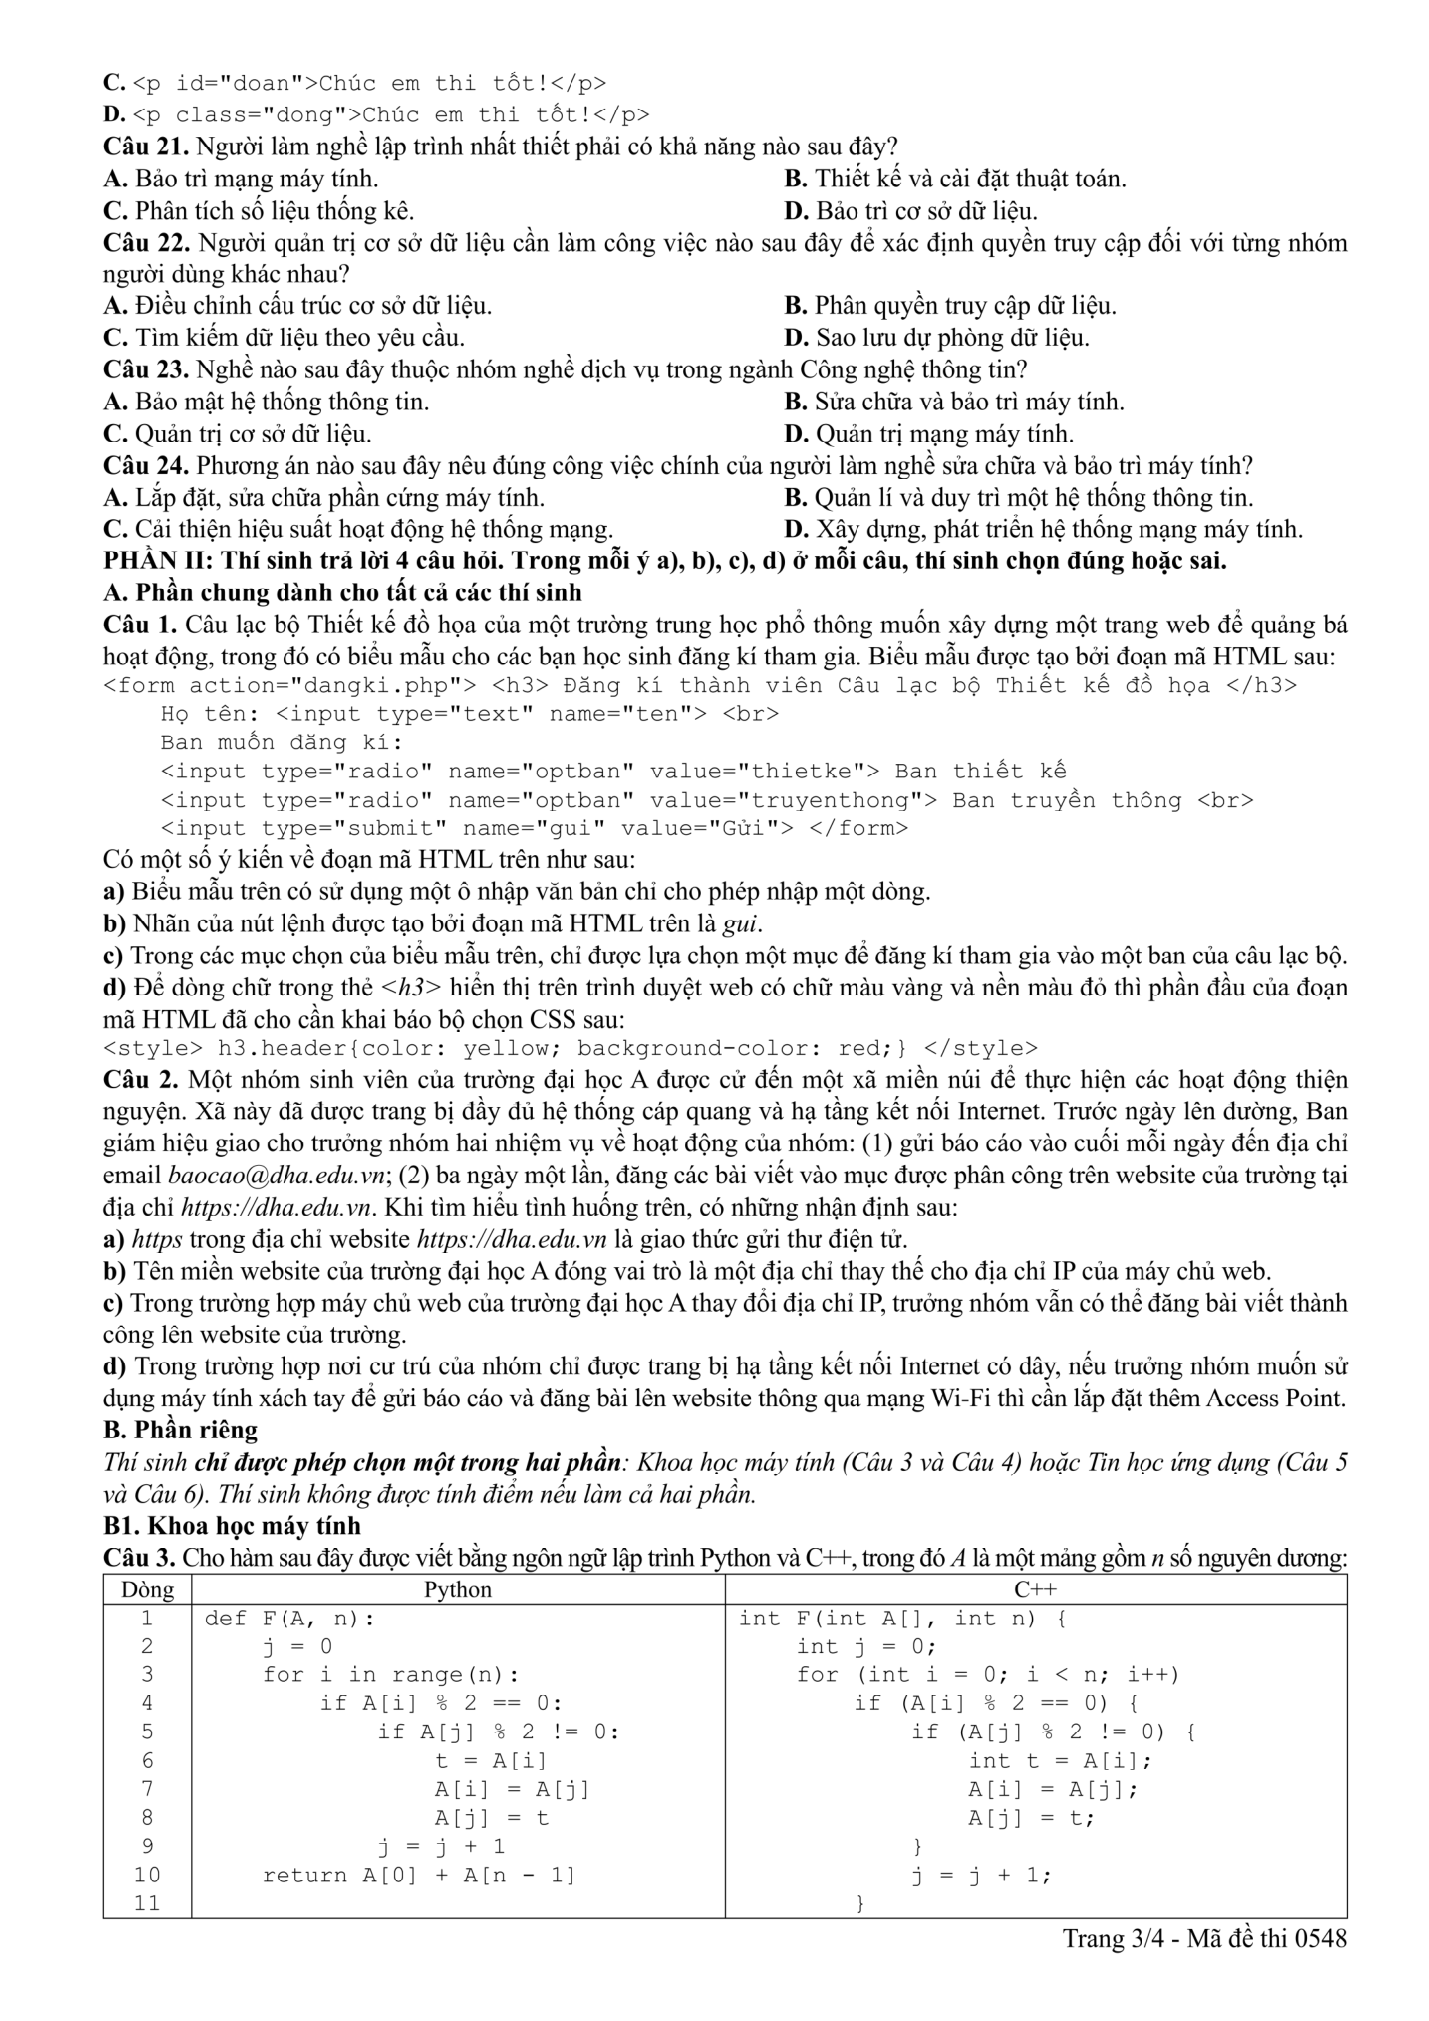 C. <p id="doan">Chúc em thi tốt!</p>
D. <p class="dong">Chúc em thi tốt!</p>
Câu 21. Người làm nghề lập trình nhất thiết phải có khả năng nào sau đây?
A. Bảo trì mạng máy tính. B. Thiết kế và cài đặt thuật toán.
C. Phân tích số liệu thống kê. D. Bảo trì cơ sở dữ liệu.
Câu 22. Người quản trị cơ sở dữ liệu cần làm công việc nào sau đây để xác định quyền truy cập đối với từng nhóm
người dùng khác nhau?
A. Điều chỉnh cấu trúc cơ sở dữ liệu. B. Phân quyền truy cập dữ liệu.
C. Tìm kiếm dữ liệu theo yêu cầu. D. Sao lưu dự phòng dữ liệu.
Câu 23. Nghề nào sau đây thuộc nhóm nghề dịch vụ trong ngành Công nghệ thông tin?
A. Bảo mật hệ thống thông tin. B. Sửa chữa và bảo trì máy tính.
C. Quản trị cơ sở dữ liệu. D. Quản trị mạng máy tính.
Câu 24. Phương án nào sau đây nêu đúng công việc chính của người làm nghề sửa chữa và bảo trì máy tính?
A. Lắp đặt, sửa chữa phần cứng máy tính. B. Quản lí và duy trì một hệ thống thông tin.
C. Cải thiện hiệu suất hoạt động hệ thống mạng. D. Xây dựng, phát triển hệ thống mạng máy tính.
PHẦN II: Thí sinh trả lời 4 câu hỏi. Trong mỗi ý a), b), c), d) ở mỗi câu, thí sinh chọn đúng hoặc sai.
A. Phần chung dành cho tất cả các thí sinh
Câu 1. Câu lạc bộ Thiết kế đồ họa của một trường trung học phổ thông muốn xây dựng một trang web để quảng bá
hoạt động, trong đó có biểu mẫu cho các bạn học sinh đăng kí tham gia. Biểu mẫu được tạo bởi đoạn mã HTML sau:
<form action="dangki.php"> <h3> Đăng kí thành viên Câu lạc bộ Thiết kế đồ họa </h3>
Họ tên: <input type="text" name="ten"> <br>
Ban muốn đăng kí:
<input type="radio" name="optban" value="thietke"> Ban thiết kế
<input type="radio" name="optban" value="truyenthong"> Ban truyền thông <br>
<input type="submit" name="gui" value="Gửi"> </form>
Có một số ý kiến về đoạn mã HTML trên như sau:
a) Biểu mẫu trên có sử dụng một ô nhập văn bản chỉ cho phép nhập một dòng.
b) Nhãn của nút lệnh được tạo bởi đoạn mã HTML trên là gui.
c) Trong các mục chọn của biểu mẫu trên, chỉ được lựa chọn một mục để đăng kí tham gia vào một ban của câu lạc bộ.
d) Để dòng chữ trong thẻ <h3> hiển thị trên trình duyệt web có chữ màu vàng và nền màu đỏ thì phần đầu của đoạn
mã HTML đã cho cần khai báo bộ chọn CSS sau:
<style> h3.header{color: yellow; background-color: red;} </style>
Câu 2. Một nhóm sinh viên của trường đại học A được cử đến một xã miền núi để thực hiện các hoạt động thiện
nguyện. Xã này đã được trang bị đầy đủ hệ thống cáp quang và hạ tầng kết nối Internet. Trước ngày lên đường, Ban
giám hiệu giao cho trưởng nhóm hai nhiệm vụ về hoạt động của nhóm: (1) gửi báo cáo vào cuối mỗi ngày đến địa chỉ
email baocao@dha.edu.vn; (2) ba ngày một lần, đăng các bài viết vào mục được phân công trên website của trường tại
địa chỉ https://dha.edu.vn. Khi tìm hiểu tình huống trên, có những nhận định sau:
a) https trong địa chỉ website https://dha.edu.vn là giao thức gửi thư điện tử.
b) Tên miền website của trường đại học A đóng vai trò là một địa chỉ thay thế cho địa chỉ IP của máy chủ web.
c) Trong trường hợp máy chủ web của trường đại học A thay đổi địa chỉ IP, trưởng nhóm vẫn có thể đăng bài viết thành
công lên website của trường.
d) Trong trường hợp nơi cư trú của nhóm chỉ được trang bị hạ tầng kết nối Internet có dây, nếu trưởng nhóm muốn sử
dụng máy tính xách tay để gửi báo cáo và đăng bài lên website thông qua mạng Wi-Fi thì cần lắp đặt thêm Access Point.
B. Phần riêng
Thí sinh chỉ được phép chọn một trong hai phần: Khoa học máy tính (Câu 3 và Câu 4) hoặc Tin học ứng dụng (Câu 5
và Câu 6). Thí sinh không được tính điểm nếu làm cả hai phần.
B1. Khoa học máy tính
Câu 3. Cho hàm sau đây được viết bằng ngôn ngữ lập trình Python và C++, trong đó A là một mảng gồm n số nguyên dương:
Dòng Python C++
1 def F(A, n): int F(int A[], int n) {
2 j = 0 int j = 0;
3 for i in range(n): for (int i = 0; i < n; i++)
4 if A[i] % 2 == 0: if (A[i] % 2 == 0) {
5 if A[j] % 2 != 0: if (A[j] % 2 != 0) {
6 t = A[i] int t = A[i];
7 A[i] = A[j] A[i] = A[j];
8 A[j] = t A[j] = t;
9 j = j + 1 }
10 return A[0] + A[n - 1] j = j + 1;
11 }
Trang 3/4 - Mã đề thi 0548